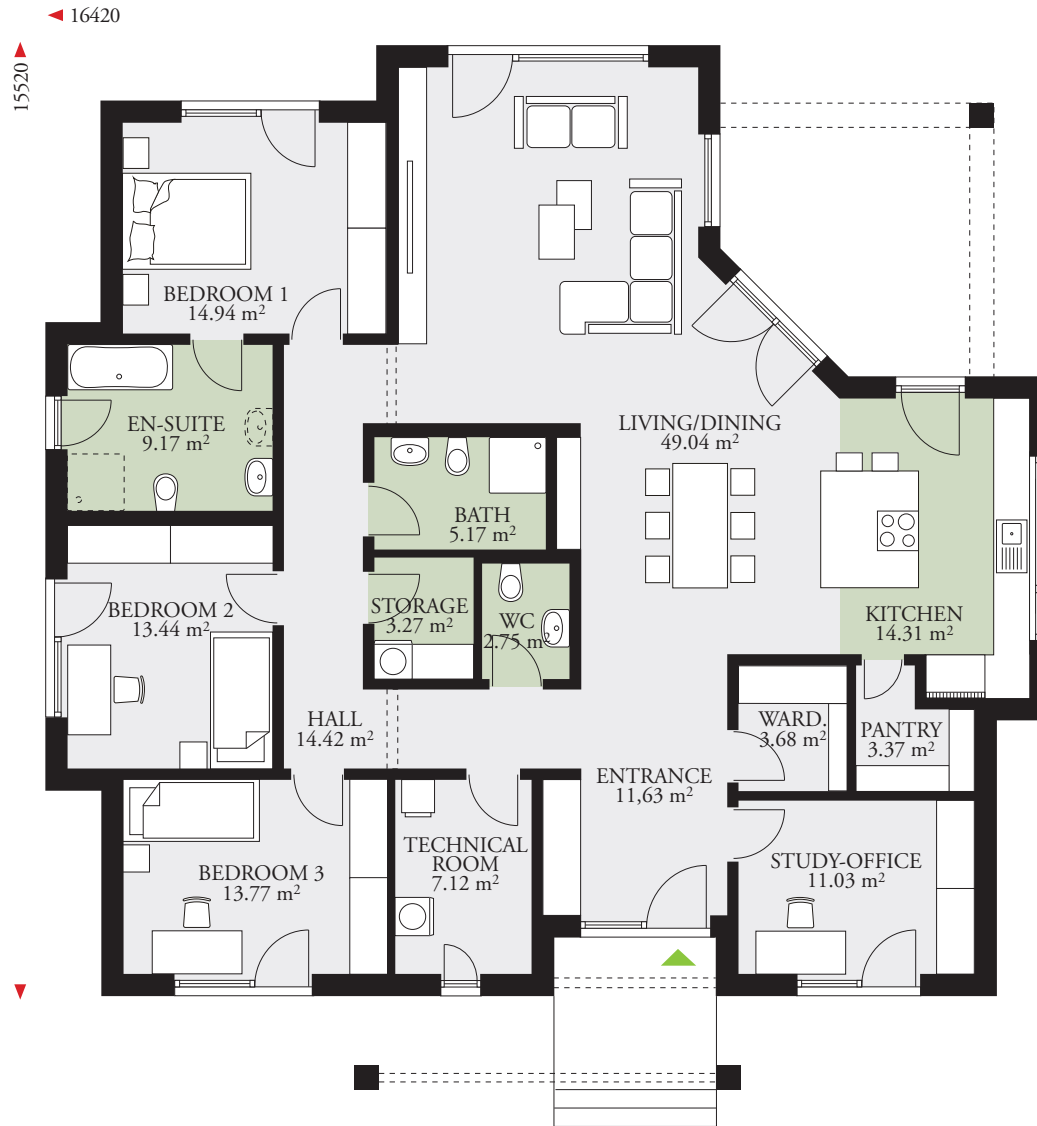 16420
15520
BEDROOM 1
14.94 m²
EN-SUITE
9.17 m²
LIVING/DINING
49.04 m²
BATH
5.17 m²
BEDROOM 2
13.44 m²
STORAGE
3.27 m²
WC
2.75 m²
KITCHEN
14.31 m²
HALL
14.42 m²
WARD.
3.68 m²
PANTRY
3.37 m²
ENTRANCE
11,63 m²
BEDROOM 3
13.77 m²
TECHNICAL
ROOM
7.12 m²
STUDY-OFFICE
11.03 m²